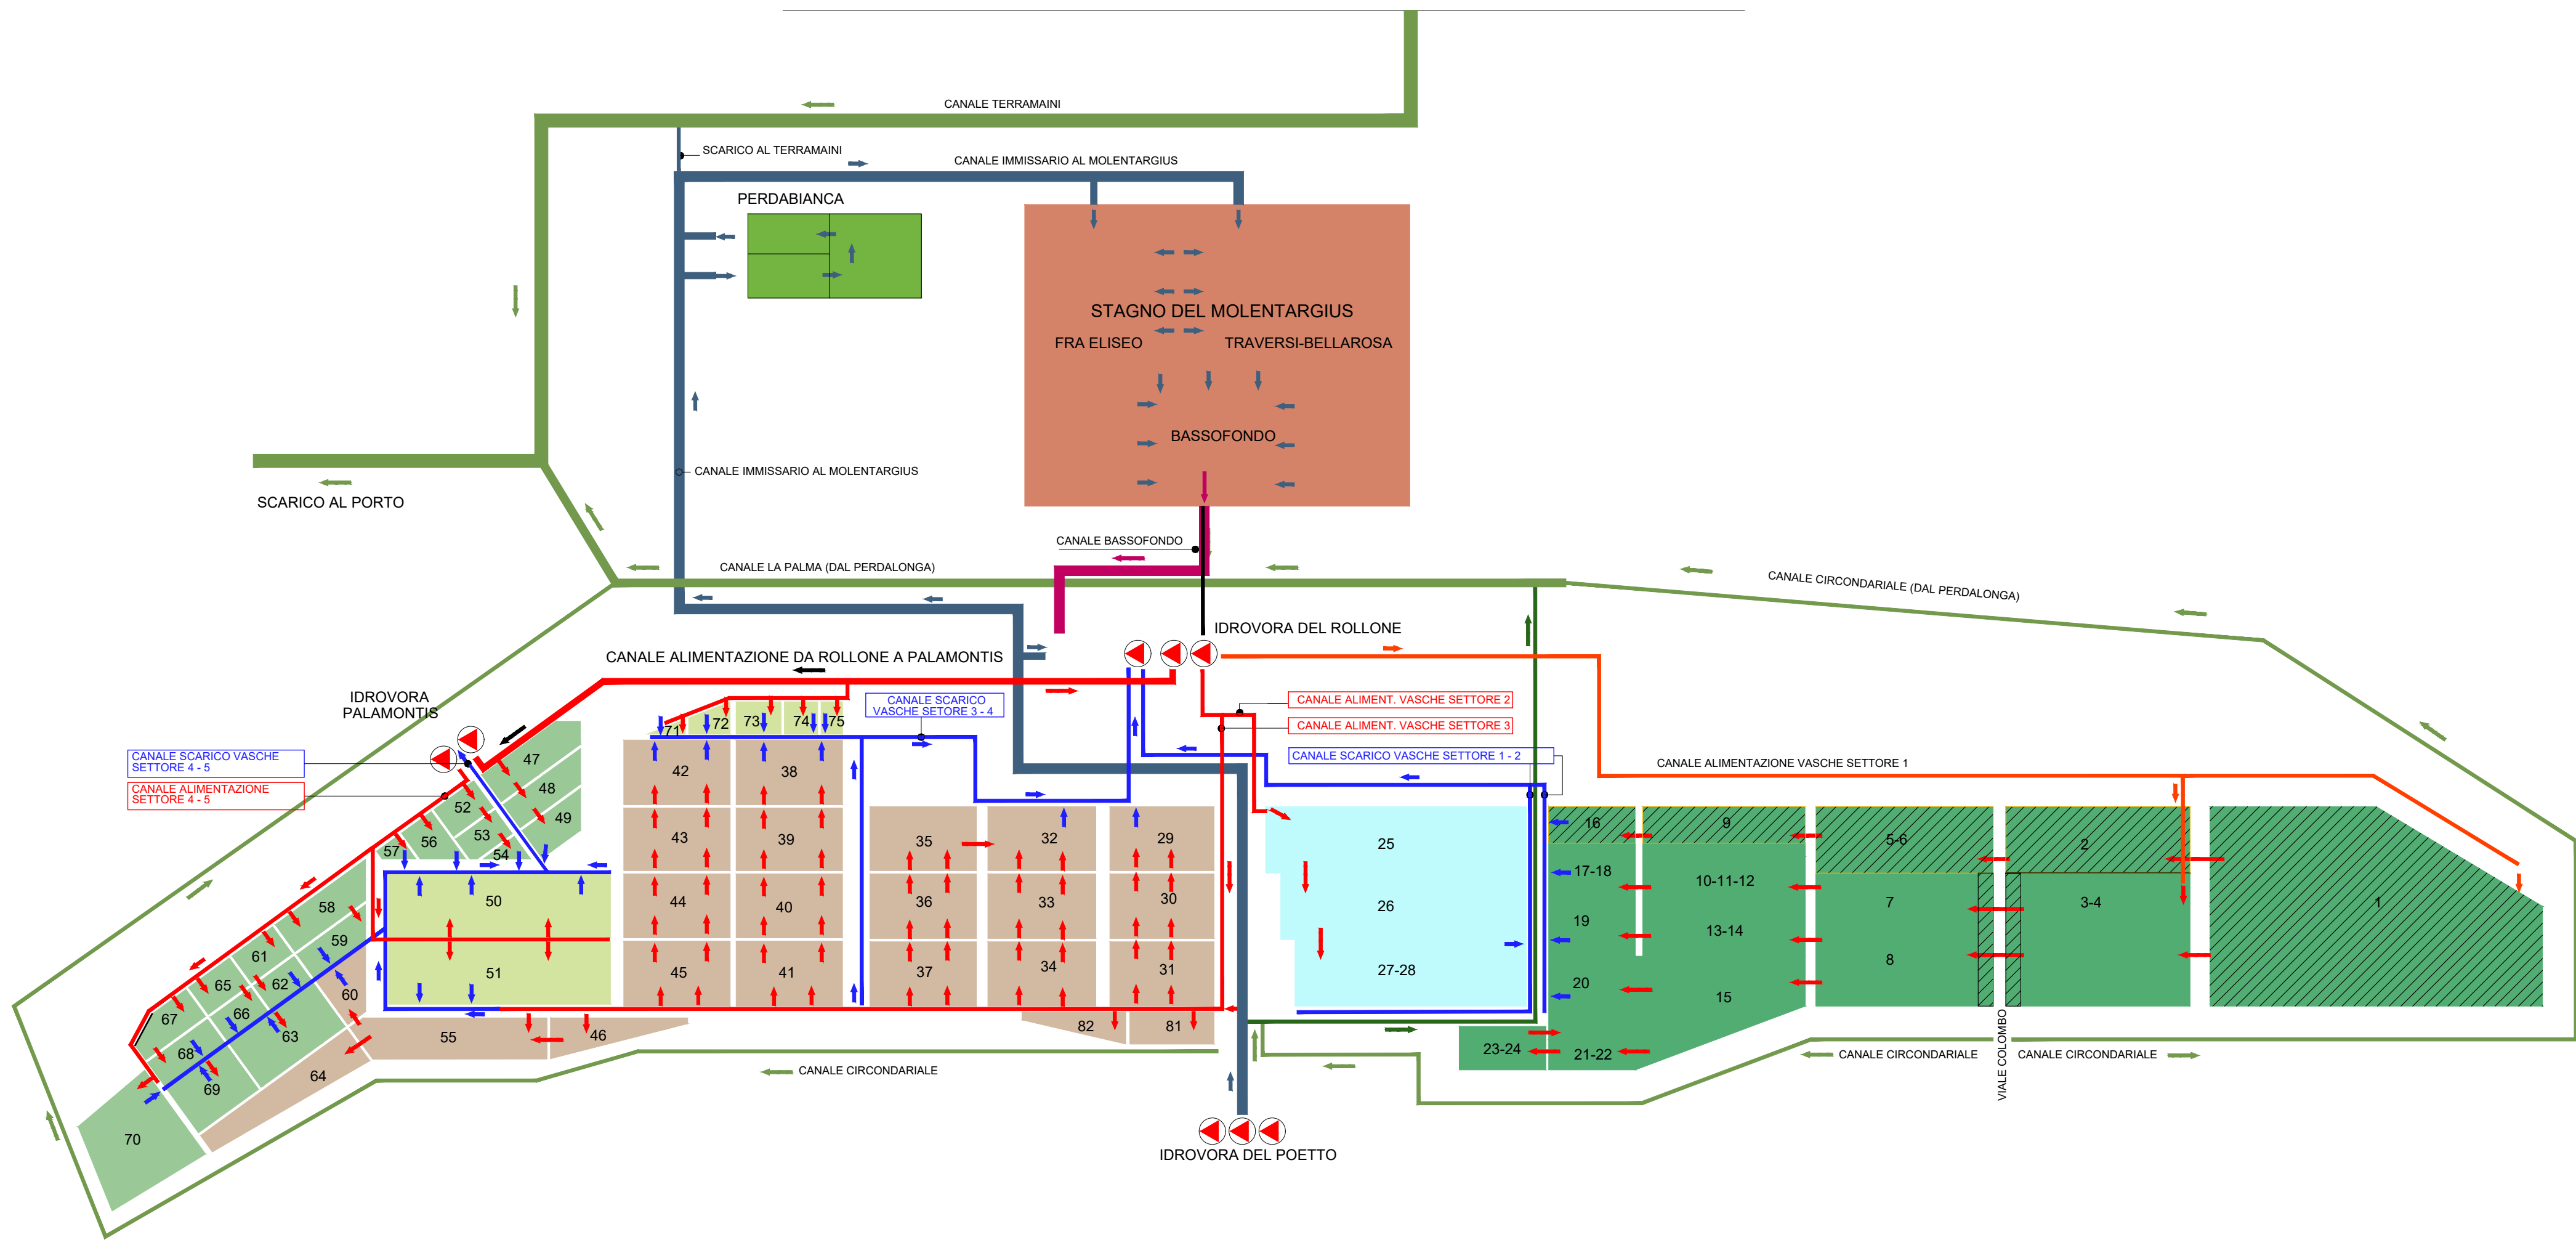 CANALE TERRAMAINI
SCARICO AL TERRAMAINI
CANALE IMMISSARIO AL MOLENTARGIUS
PERDABIANCA
STAGNO DEL MOLENTARGIUS
FRA ELISEO
TRAVERSI-BELLAROSA
BASSOFONDO
CANALE IMMISSARIO AL MOLENTARGIUS
SCARICO AL PORTO
CANALE BASSOFONDO
CANALE LA PALMA (DAL PERDALONGA)
CANALE CIRCONDARIALE (DAL PERDALONGA)
IDROVORA DEL ROLLONE
CANALE ALIMENTAZIONE DA ROLLONE A PALAMONTIS
IDROVORA
PALAMONTIS
CANALE SCARICO
VASCHE SETORE 3 - 4
CANALE ALIMENT. VASCHE SETTORE 2
CANALE ALIMENT. VASCHE SETTORE 3
CANALE SCARICO VASCHE SETTORE 1 - 2
CANALE ALIMENTAZIONE VASCHE SETTORE 1
CANALE SCARICO VASCHE
SETTORE 4 - 5
CANALE ALIMENTAZIONE
SETTORE 4 - 5
71
72
73
74
75
47
48
49
52
53
54
56
57
42
38
43
39
44
40
45
41
35
32
29
36
33
30
37
34
31
82
81
25
26
27-28
16
9
5-6
2
17-18
10-11-12
7
3-4
1
19
13-14
8
20
15
23-24
21-22
50
51
58
59
60
61
62
65
66
63
67
68
69
64
70
55
46
CANALE CIRCONDARIALE
CANALE CIRCONDARIALE
CANALE CIRCONDARIALE
VIALE COLOMBO
IDROVORA DEL POETTO